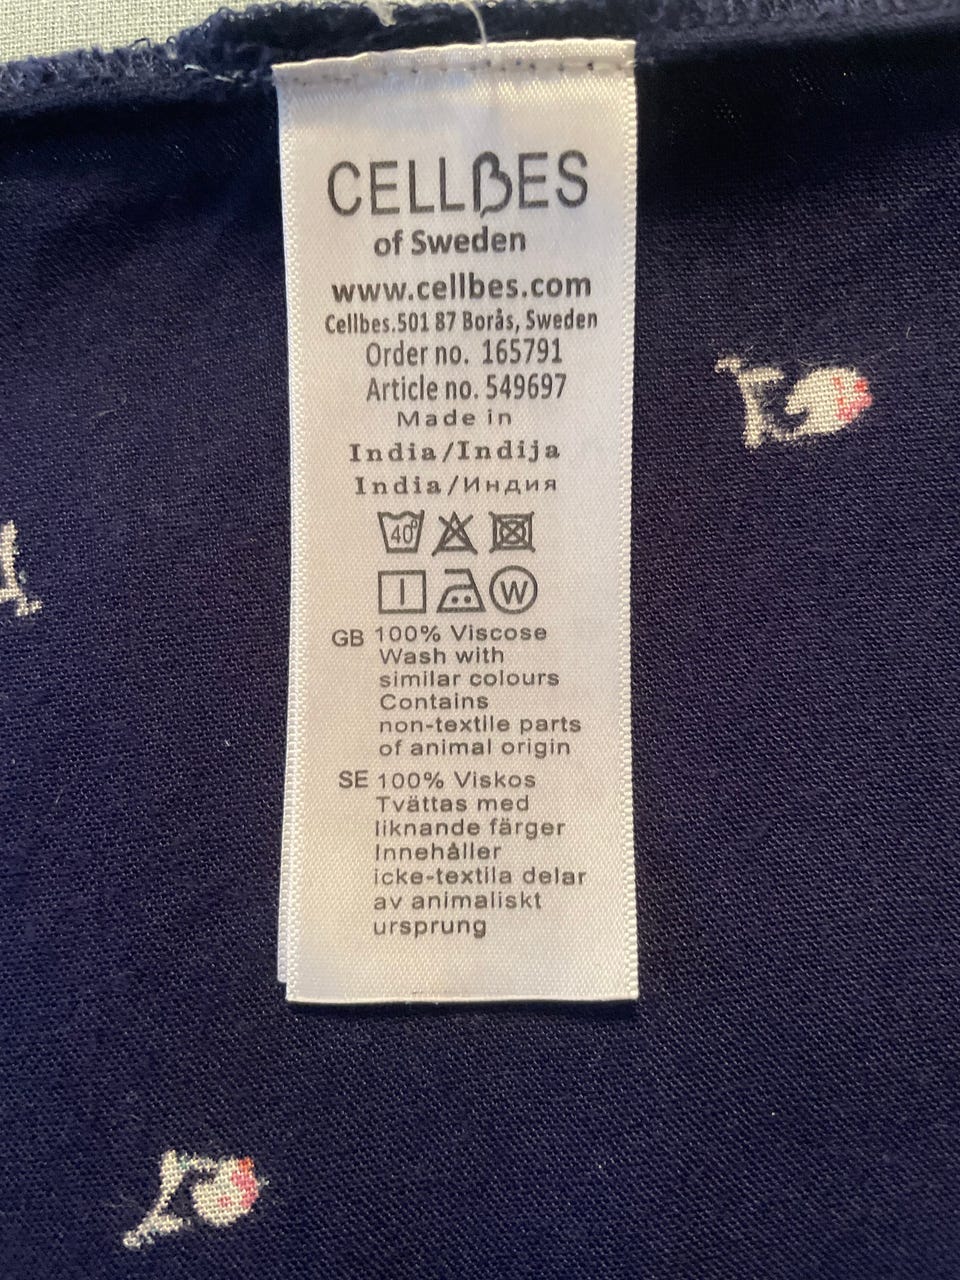 CELLBES
of Sweden
www.cellbes.com
Cellbes.501 87 Borås, Sweden
Order no. 165791
Article no. 549697
Made in
India/Indija
India/Индия
40°
W
GB 100% Viscose
Wash with
similar colours
Contains
non-textile parts
of animal origin
SE 100% Viskos
Tvättas med
liknande färger
Innehåller
icke-textila delar
av animaliskt
ursprung